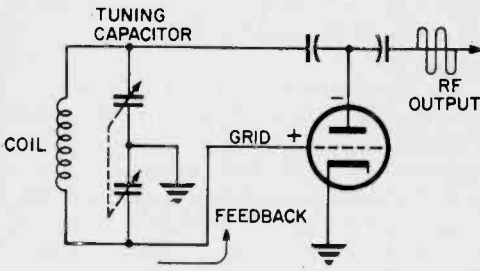 TUNING
CAPACITOR
COIL
GRID +
−
FEEDBACK
RF
OUTPUT